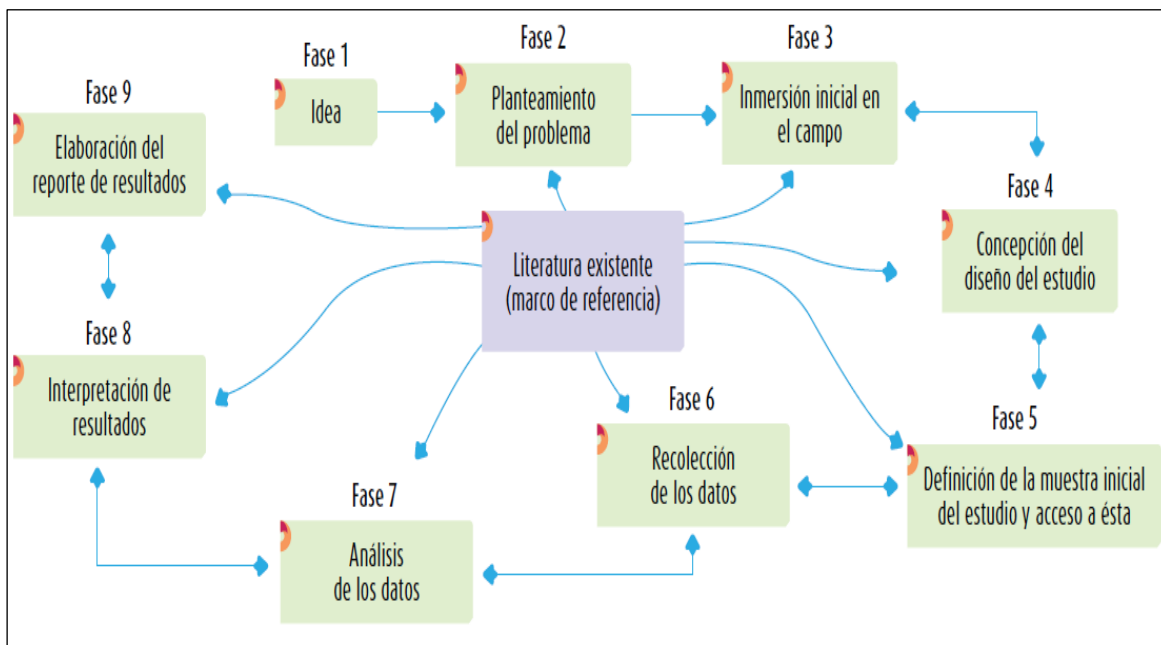 Fase 1
Idea
Fase 2
Planteamiento
del problema
Fase 3
Inmersión inicial en
el campo
Fase 4
Concepción del
diseño del estudio
Fase 5
Definición de la muestra inicial
del estudio y acceso a ésta
Fase 6
Recolección
de los datos
Fase 7
Análisis
de los datos
Fase 8
Interpretación de
resultados
Fase 9
Elaboración del
reporte de resultados
Literatura existente
(marco de referencia)